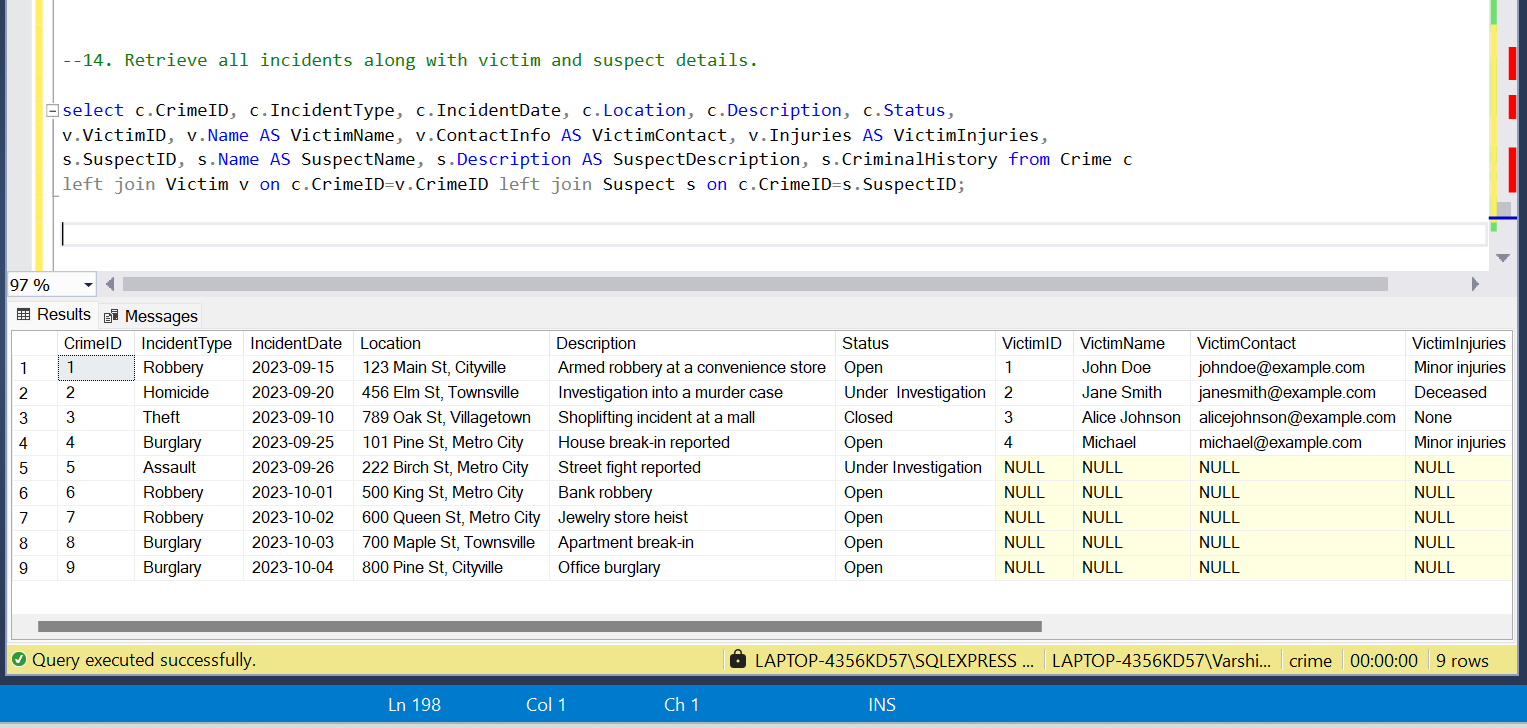 --14. Retrieve all incidents along with victim and suspect details.
select c.CrimeID, c.IncidentType, c.IncidentDate, c.Location, c.Description, c.Status,
v.VictimID, v.Name AS VictimName, v.ContactInfo AS VictimContact, v.Injuries AS VictimInjuries,
s.SuspectID, s.Name AS SuspectName, s.Description AS SuspectDescription, s.CriminalHistory from Crime c
left join Victim v on c.CrimeID=v.CrimeID left join Suspect s on c.CrimeID=s.SuspectID;
97 %
Results Messages
CrimeID IncidentType IncidentDate Location Description Status VictimID VictimName VictimContact VictimInjuries
1 1 Robbery 2023-09-15 123 Main St, Cityville Armed robbery at a convenience store Open 1 John Doe johndoe@example.com Minor injuries
2 2 Homicide 2023-09-20 456 Elm St, Townsville Investigation into a murder case Under  Investigation 2 Jane Smith janesmith@example.com Deceased
3 3 Theft 2023-09-10 789 Oak St, Villagetown Shoplifting incident at a mall Closed 3 Alice Johnson alicejohnson@example.com None
4 4 Burglary 2023-09-25 101 Pine St, Metro City House break-in reported Open 4 Michael michael@example.com Minor injuries
5 5 Assault 2023-09-26 222 Birch St, Metro City Street fight reported Under Investigation NULL NULL NULL NULL
6 6 Robbery 2023-10-01 500 King St, Metro City Bank robbery Open NULL NULL NULL NULL
7 7 Robbery 2023-10-02 600 Queen St, Metro City Jewelry store heist Open NULL NULL NULL NULL
8 8 Burglary 2023-10-03 700 Maple St, Townsville Apartment break-in Open NULL NULL NULL NULL
9 9 Burglary 2023-10-04 800 Pine St, Cityville Office burglary Open NULL NULL NULL NULL
Query executed successfully. LAPTOP-4356KD57\SQLEXPRESS ... LAPTOP-4356KD57\Varshi... crime 00:00:00 9 rows
Ln 198 Col 1 Ch 1 INS